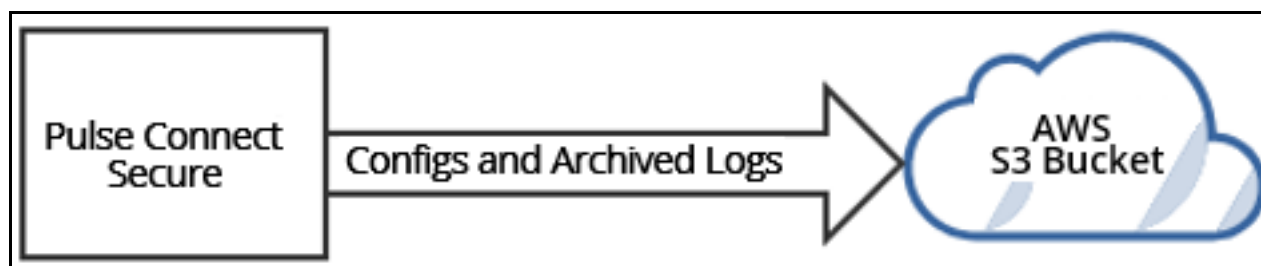 Pulse Connect
Secure
Configs and Archived Logs
AWS
S3 Bucket